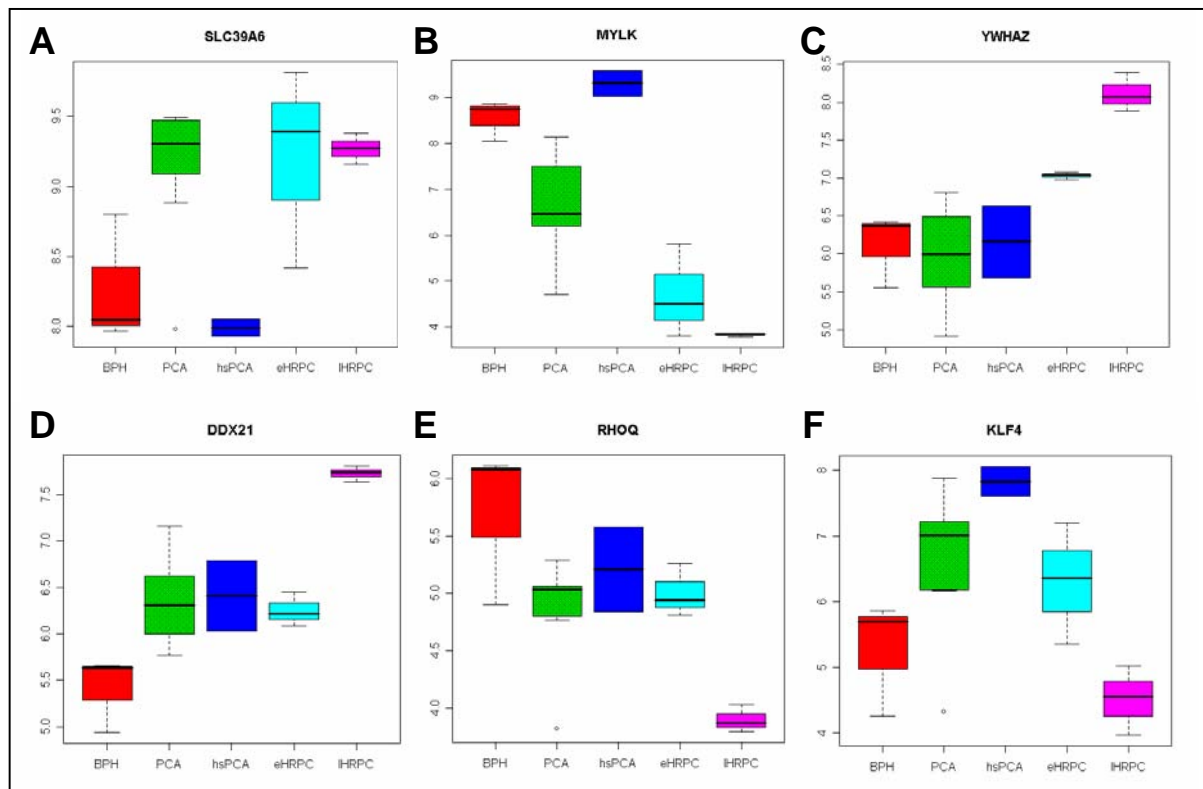 A SLC39A6
9.5
9.0
8.5
8.0
BPH PCA hsPCA eHRPC lHRPC
B MYLK
9
8
7
6
5
4
BPH PCA hsPCA eHRPC lHRPC
C YWHAZ
8.5
8.0
7.5
7.0
6.5
6.0
5.5
5.0
BPH PCA hsPCA eHRPC lHRPC
D DDX21
7.5
7.0
6.5
6.0
5.5
5.0
BPH PCA hsPCA eHRPC lHRPC
E RHOQ
6.0
5.5
5.0
4.5
4.0
BPH PCA hsPCA eHRPC lHRPC
F KLF4
8
7
6
5
4
BPH PCA hsPCA eHRPC lHRPC